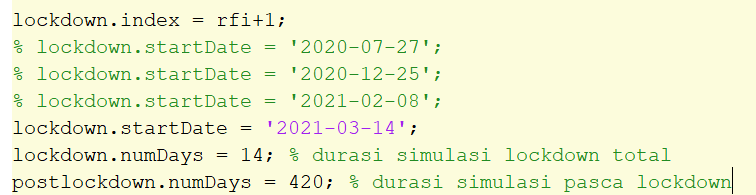 lockdown.index = rfi+1;
% lockdown.startDate = '2020-07-27';
% lockdown.startDate = '2020-12-25';
% lockdown.startDate = '2021-02-08';
lockdown.startDate = '2021-03-14';
lockdown.numDays = 14; % durasi simulasi lockdown total
postlockdown.numDays = 420; % durasi simulasi pasca lockdown